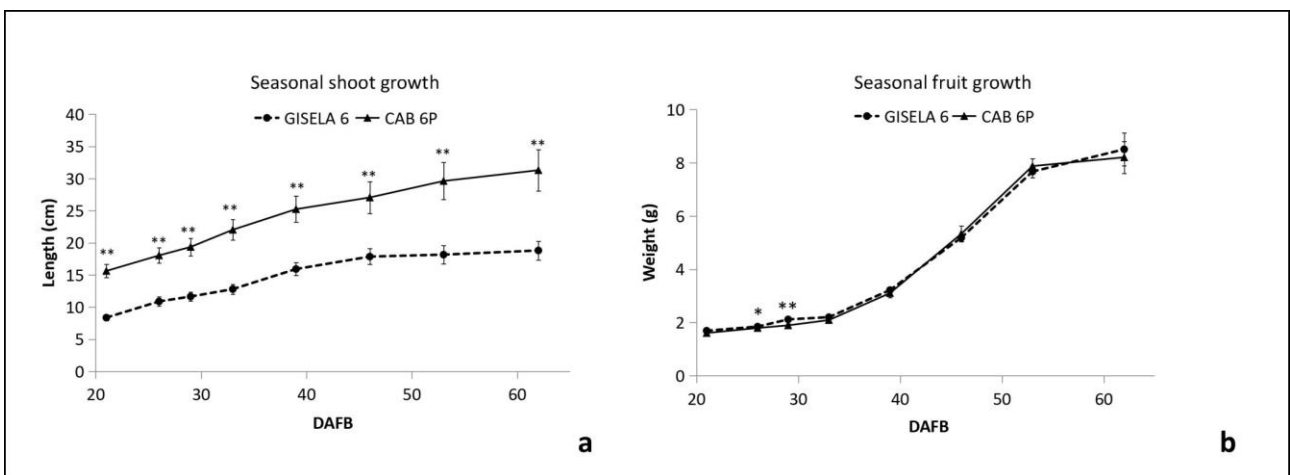 Seasonal shoot growth
GISELA 6 CAB 6P
40
35
30
25
20
15
10
5
0
Length (cm)
** ** ** ** ** ** ** **
20 30 40 50 60
DAFB
a
Seasonal fruit growth
GISELA 6 CAB 6P
10
8
6
4
2
0
Weight (g)
* **
20 30 40 50 60
DAFB
b